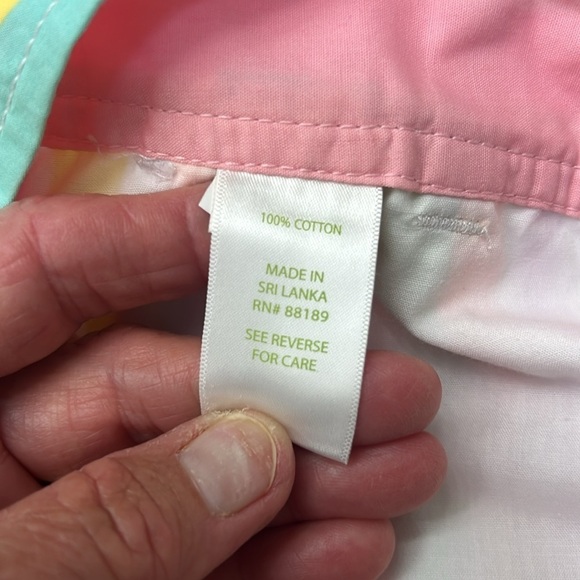 100% COTTON
MADE IN
SRI LANKA
RN# 88189
SEE REVERSE
FOR CARE